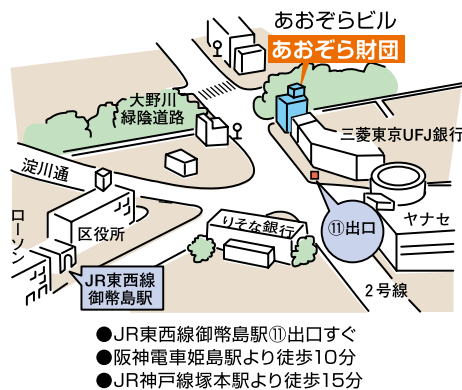 あおぞらビル
あおぞら財団
大野川
緑陰道路
三菱東京UFJ銀行
淀川通
ローソン
区役所
りそな銀行
⑪出口
ヤナセ
JR東西線
御幣島駅
2号線
●JR東西線御幣島駅⑪出口すぐ
●阪神電車姫島駅より徒歩10分
●JR神戸線塚本駅より徒歩15分